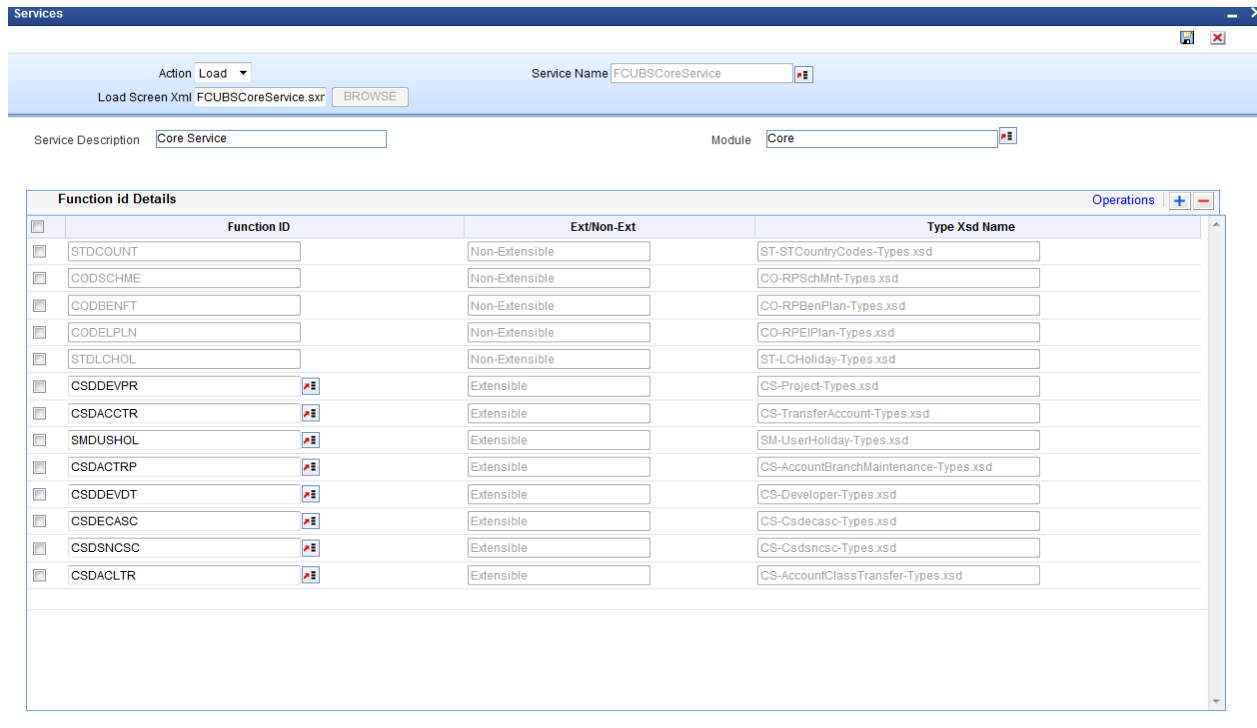 Services
Action Load Service Name FCUBSCoreService
Load Screen Xml FCUBSCoreService.sxr BROWSE
Service Description Core Service Module Core
Function id Details Operations
Function ID Ext/Non-Ext Type Xsd Name
STDCOUNT Non-Extensible ST-STCountryCodes-Types.xsd
CODSCHME Non-Extensible CO-RPSchMnt-Types.xsd
CODBENFT Non-Extensible CO-RPBenPlan-Types.xsd
CODELPLN Non-Extensible CO-RPElPlan-Types.xsd
STDLCHOL Non-Extensible ST-LCHoliday-Types.xsd
CSDDEVPR Extensible CS-Project-Types.xsd
CSDACCTR Extensible CS-TransferAccount-Types.xsd
SMDUSHOL Extensible SM-UserHoliday-Types.xsd
CSDACTRP Extensible CS-AccountBranchMaintenance-Types.xsd
CSDDEVDT Extensible CS-Developer-Types.xsd
CSDECASC Extensible CS-Csdecasc-Types.xsd
CSDSNCSC Extensible CS-Csdsncsc-Types.xsd
CSDACLTR Extensible CS-AccountClassTransfer-Types.xsd